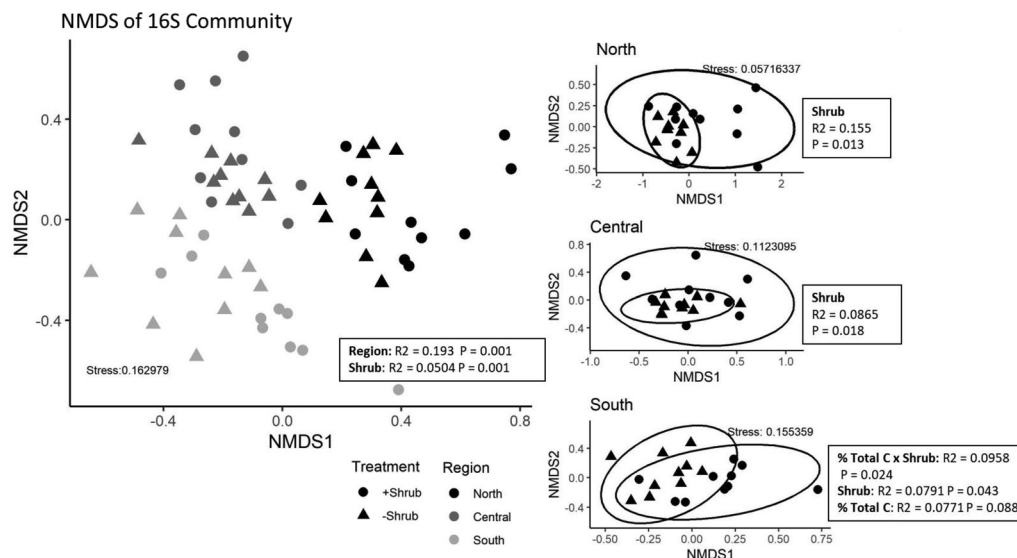 NMDS of 16S Community
NMDS2
0.4
0.0
-0.4
Stress:0.162979
Region: R2 = 0.193 P = 0.001
Shrub: R2 = 0.0504 P = 0.001
-0.4
0.0
0.4
0.8
NMDS1
Treatment
+Shrub
-Shrub
Region
North
Central
South
North
Stress: 0.05716337
NMDS2
0.50
0.25
0.00
-0.25
-0.50
-2
-1
0
1
2
NMDS1
Shrub
R2 = 0.155
P = 0.013
Central
Stress: 0.1123095
NMDS2
0.8
0.4
0.0
-0.4
-1.0
-0.5
0.0
0.5
1.0
NMDS1
Shrub
R2 = 0.0865
P = 0.018
South
Stress: 0.155359
NMDS2
0.4
0.0
-0.4
-0.50
-0.25
0.00
0.25
0.50
0.75
NMDS1
% Total C x Shrub: R2 = 0.0958
P = 0.024
Shrub: R2 = 0.0791 P = 0.043
% Total C: R2 = 0.0771 P = 0.088